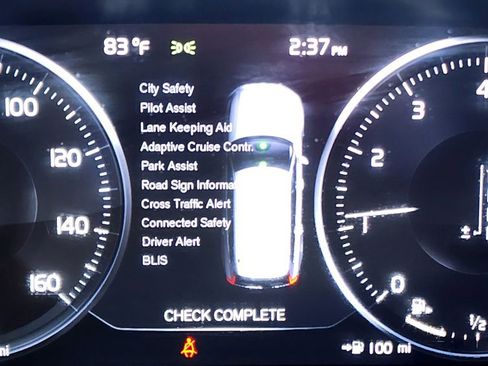 83°F
2:37 PM
City Safety
Pilot Assist
Lane Keeping Aid
Adaptive Cruise Contr.
Park Assist
Road Sign Informa
Cross Traffic Alert
Connected Safety
Driver Alert
BLIS
CHECK COMPLETE
100
120
140
160
mi
4
3
2
0
1/2
100 mi